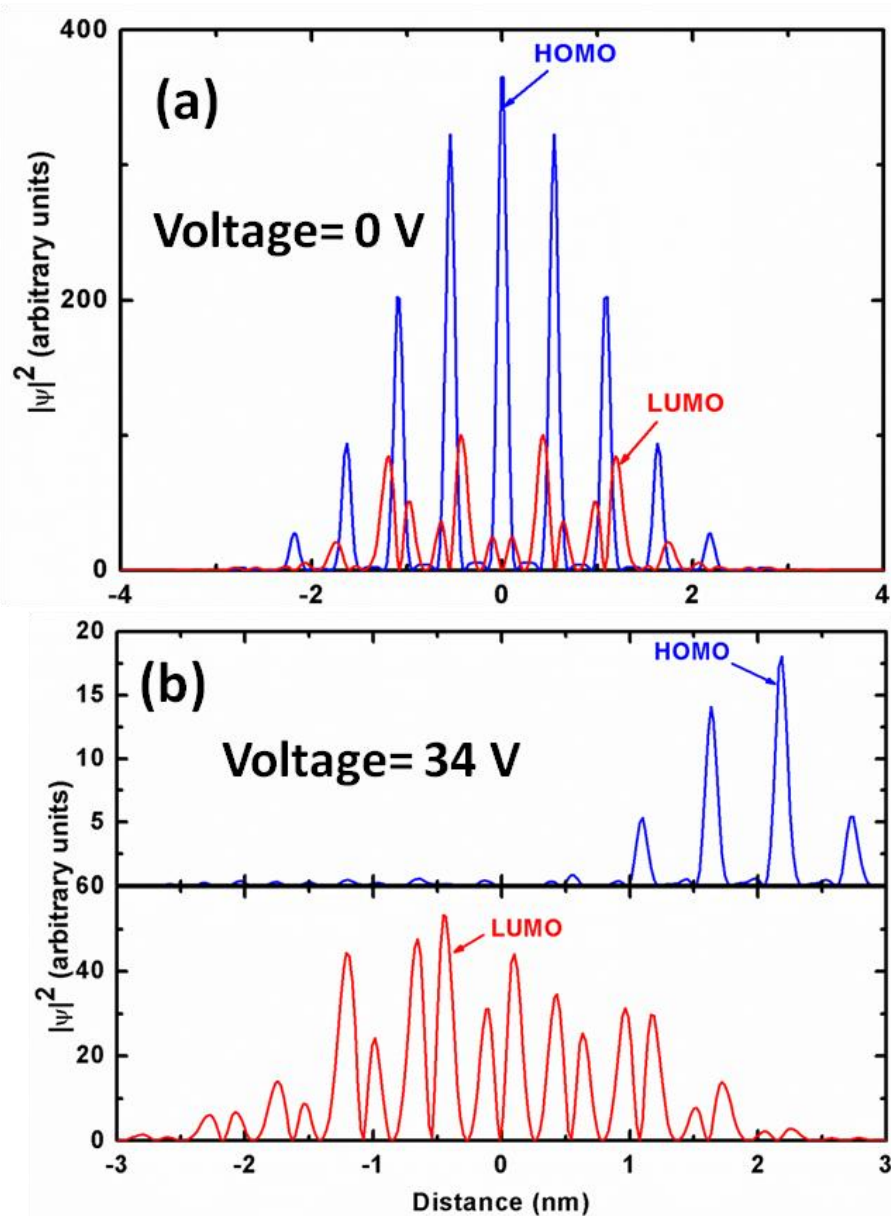 400
HOMO
(a)
Voltage= 0 V
200
LUMO
0
-4
-2
0
2
4
|ψ|² (arbitrary units)
20
HOMO
(b)
15
Voltage= 34 V
10
5
60
LUMO
40
20
0
-3
-2
-1
0
1
2
3
|ψ|² (arbitrary units)
Distance (nm)